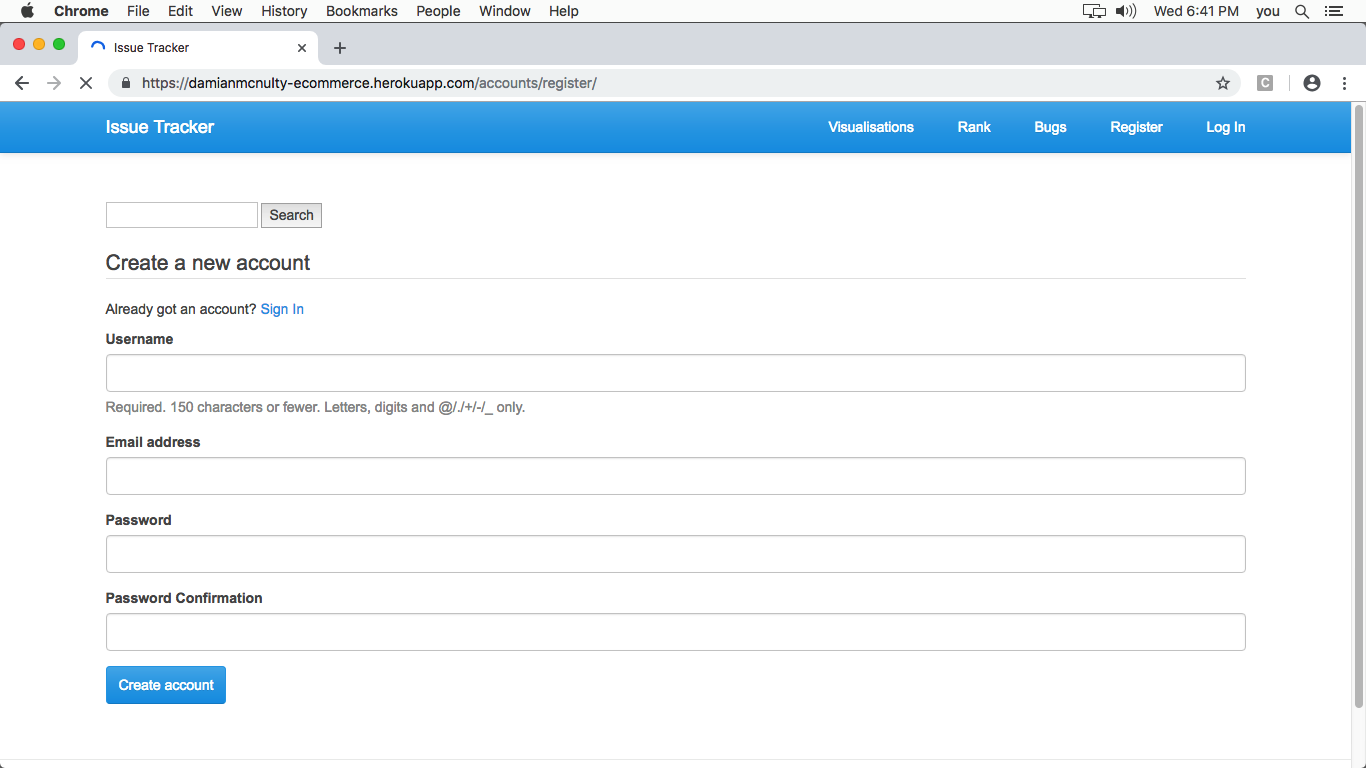 Chrome File Edit View History Bookmarks People Window Help Wed 6:41 PM you
Issue Tracker
https://damianmcnulty-ecommerce.herokuapp.com/accounts/register/ C
Issue Tracker Visualisations Rank Bugs Register Log In
Search
Create a new account
Already got an account? Sign In
Username
Required. 150 characters or fewer. Letters, digits and @/./+/-/_ only.
Email address
Password
Password Confirmation
Create account